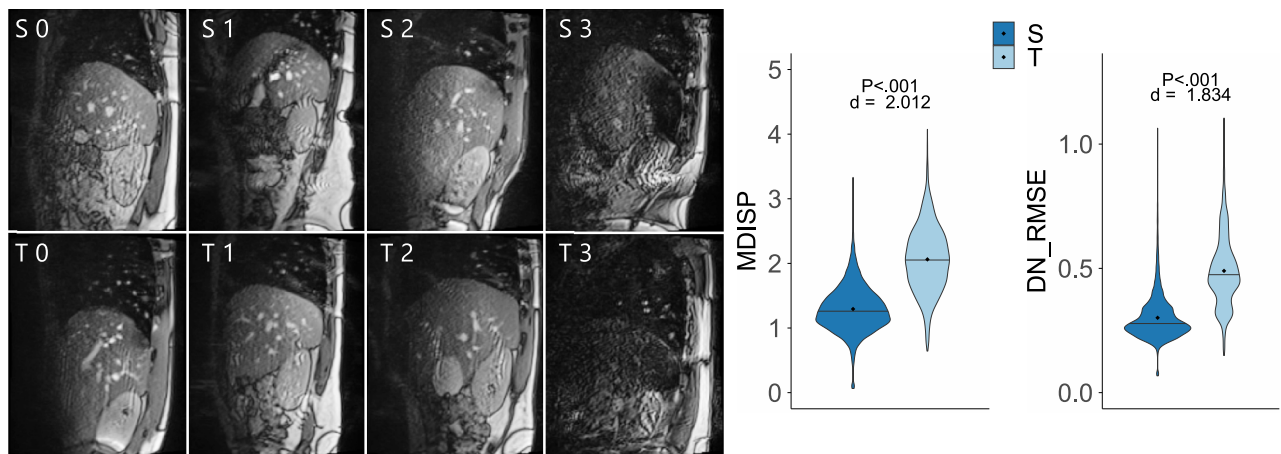 S 0
S 1
S 2
S 3
T 0
T 1
T 2
T 3
S
T
MDISP
5
4
3
2
1
0
P<.001
d = 2.012
DN_RMSE
1.0
0.5
0.0
P<.001
d = 1.834